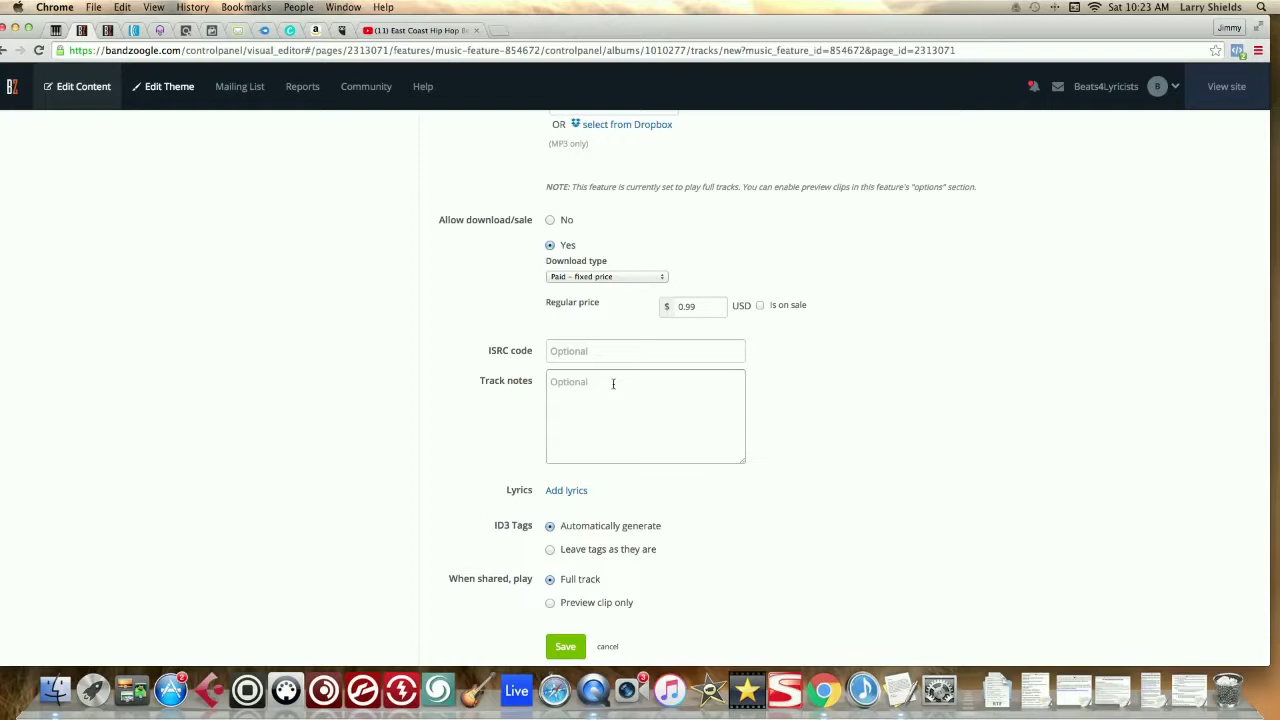 Chrome File Edit View History Bookmarks People Window Help Sat 10:23 AM Larry Shields
(11) East Coast Hip Hop B Jimmy
https://bandzoogle.com/controlpanel/visual_editor#/pages/2313071/features/music-feature-854672/controlpanel/albums/1010277/tracks/new?music_feature_id=854672&page_id=2313071
BZ Edit Content Edit Theme Mailing List Reports Community Help Beats4Lyricists B View site
OR select from Dropbox
(MP3 only)
NOTE: This feature is currently set to play full tracks. You can enable preview clips in this feature's "options" section.
Allow download/sale No
Yes
Download type
Paid - fixed price
Regular price $ 0.99 USD Is on sale
ISRC code Optional
Track notes Optional
Lyrics Add lyrics
ID3 Tags Automatically generate
Leave tags as they are
When shared, play Full track
Preview clip only
Save cancel
2 Live 3